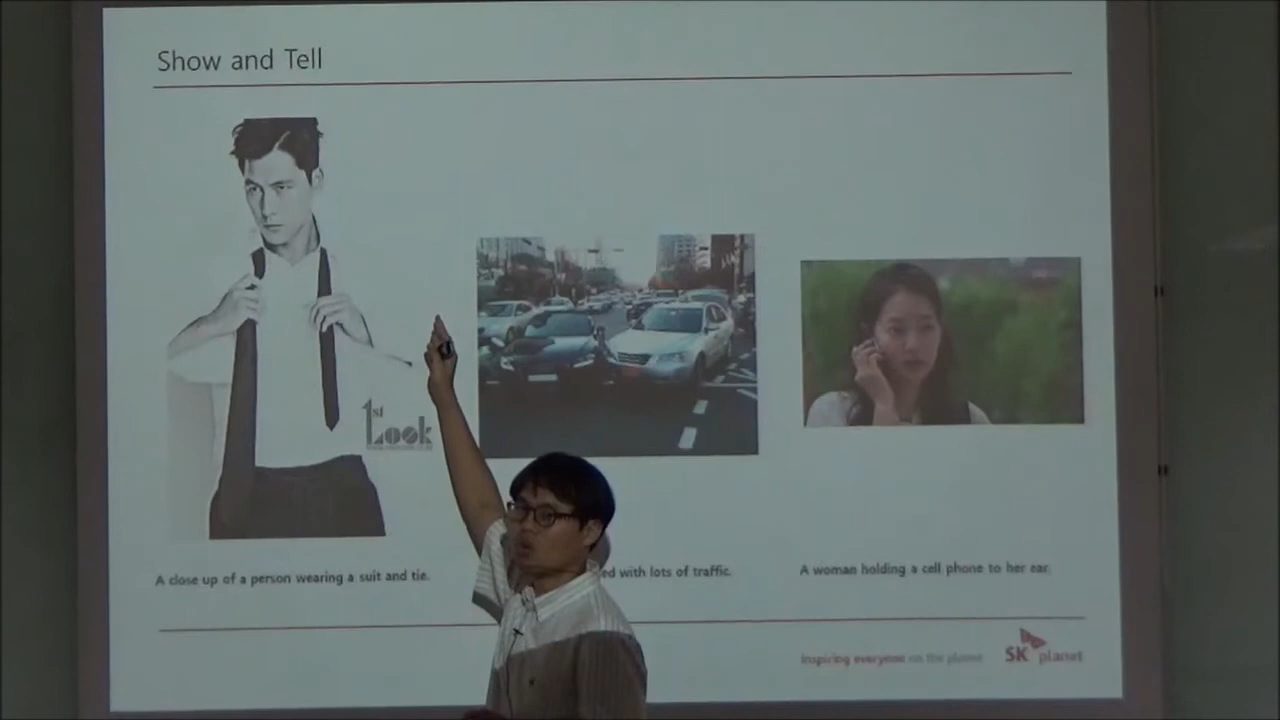 Show and Tell
1st
Look
A close up of a person wearing a suit and tie.
ed with lots of traffic.
A woman holding a cell phone to her ear.
inspiring everyone on the planet
SK planet